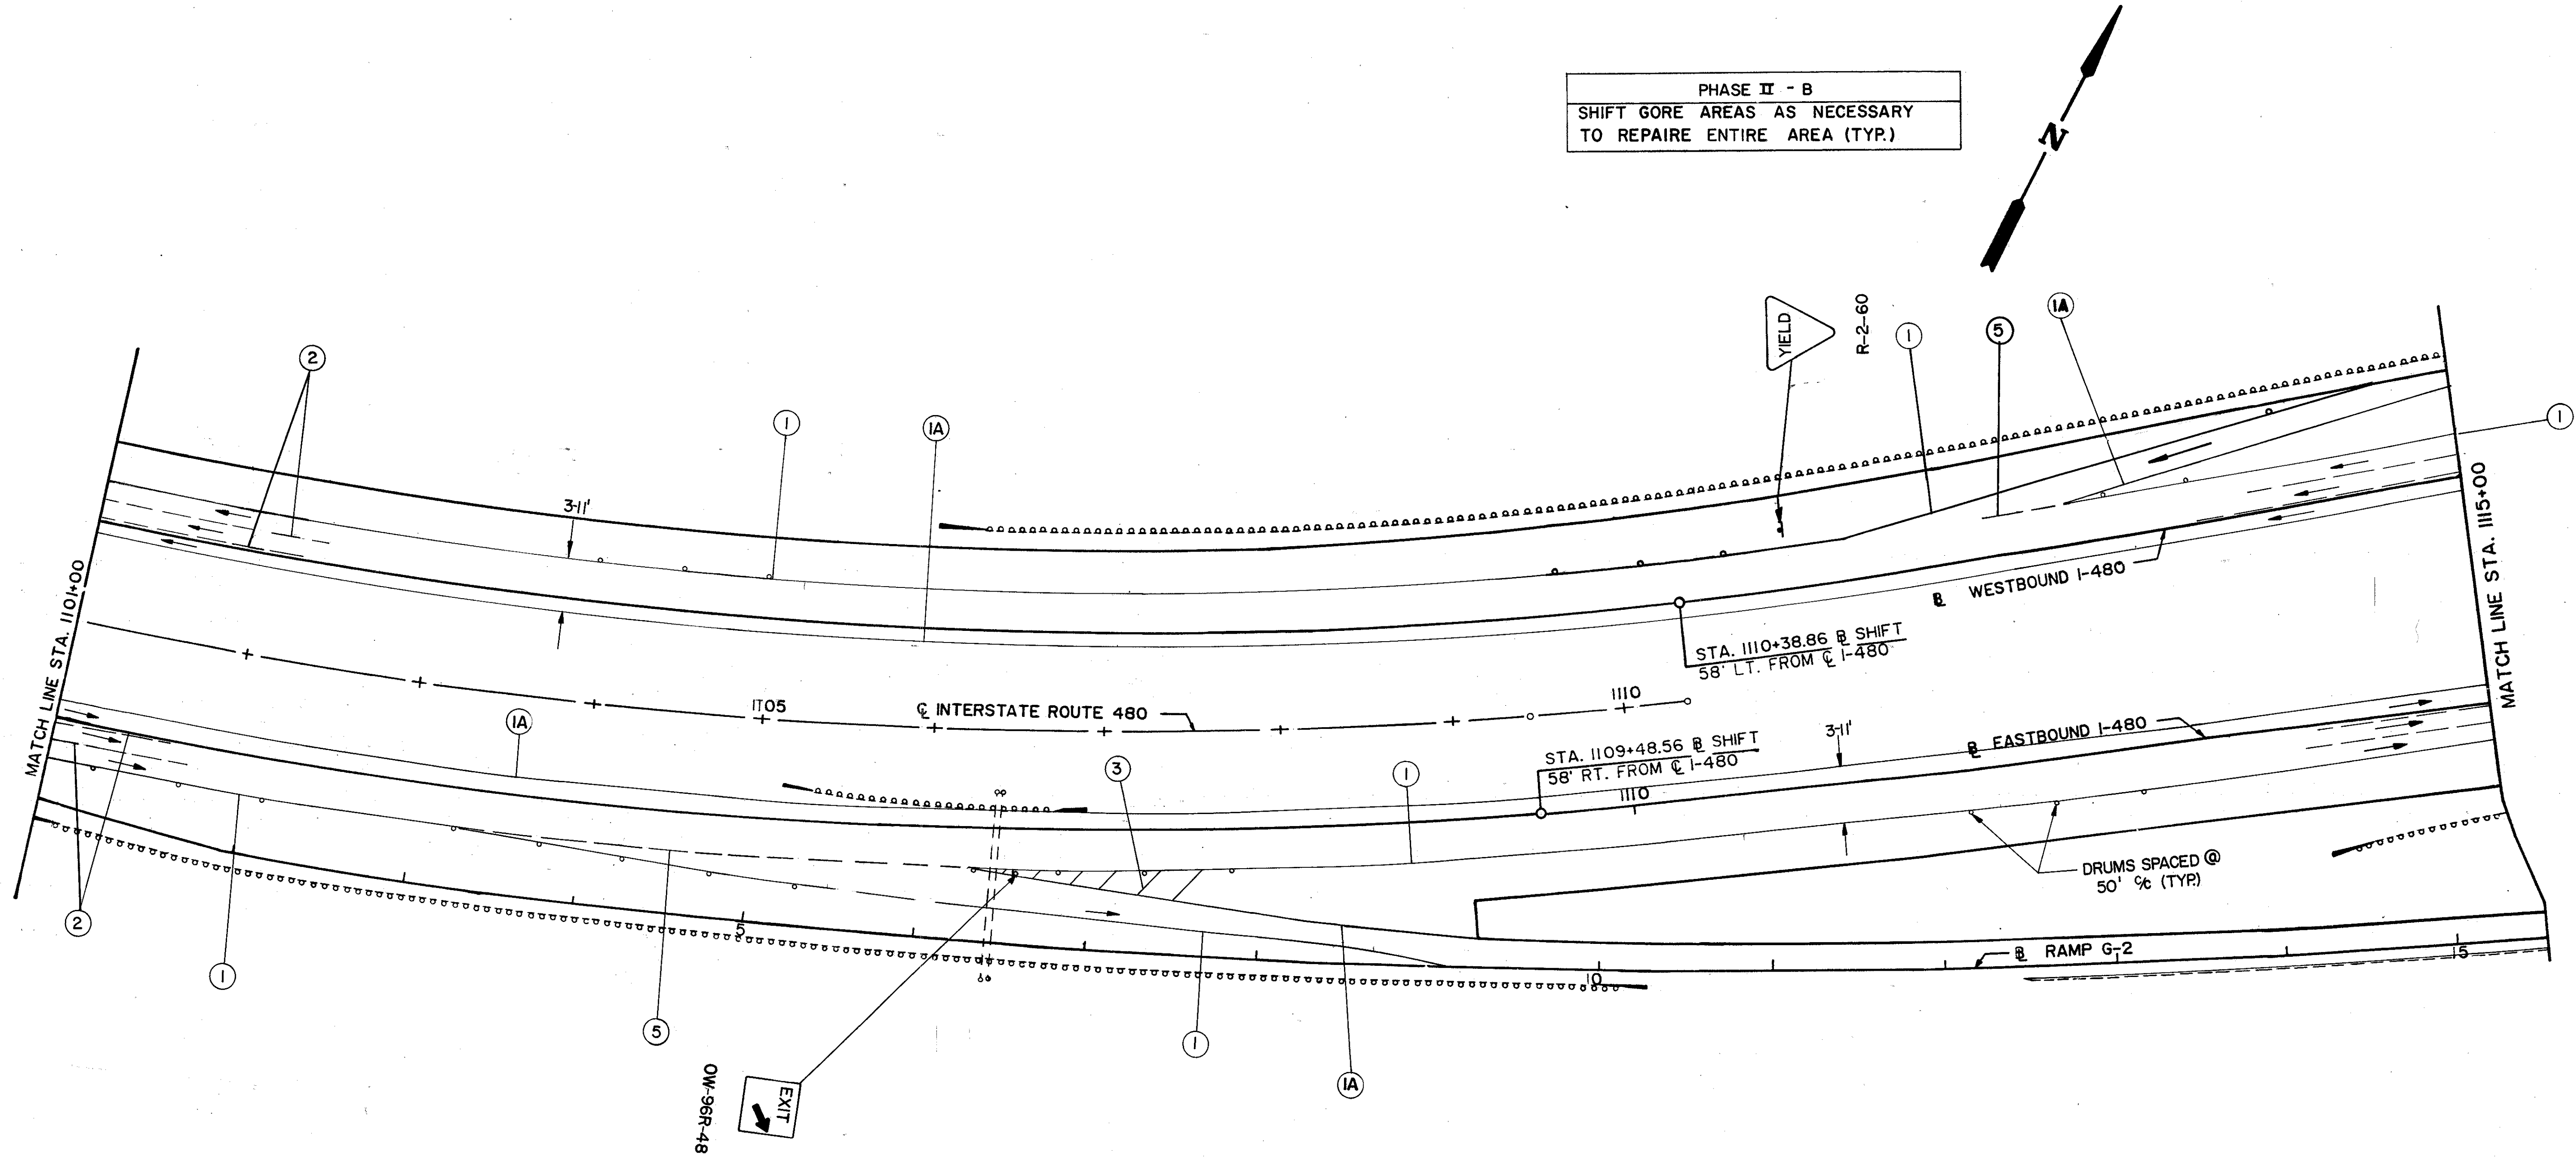 PHASE II - B
SHIFT GORE AREAS AS NECESSARY
TO REPAIRE ENTIRE AREA (TYP.)
N
YIELD
R-2-60
1
5
1A
1
2
1
1A
3-11'
MATCH LINE STA. 1101+00
MATCH LINE STA. 1115+00
℄ WESTBOUND I-480
STA. 1110+38.86 ℄ SHIFT
58' LT. FROM ℄ I-480
1105
℄ INTERSTATE ROUTE 480
1110
1A
3
1
STA. 1109+48.56 ℄ SHIFT
58' RT. FROM ℄ I-480
1110
3-11'
℄ EASTBOUND I-480
DRUMS SPACED @
50' C/C (TYP.)
2
1
5
5
1
1A
10
℄ RAMP G-2
15
EXIT
OW-96R-48